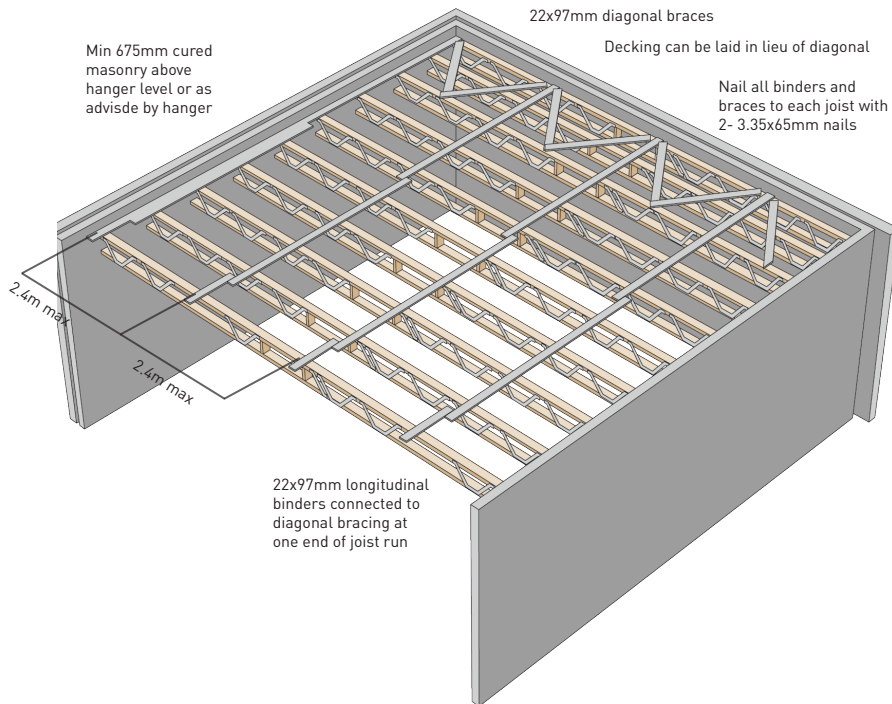 22x97mm diagonal braces
Decking can be laid in lieu of diagonal
Min 675mm cured
masonry above
hanger level or as
advisde by hanger
Nail all binders and
braces to each joist with
2- 3.35x65mm nails
2.4m max
2.4m max
22x97mm longitudinal
binders connected to
diagonal bracing at
one end of joist run